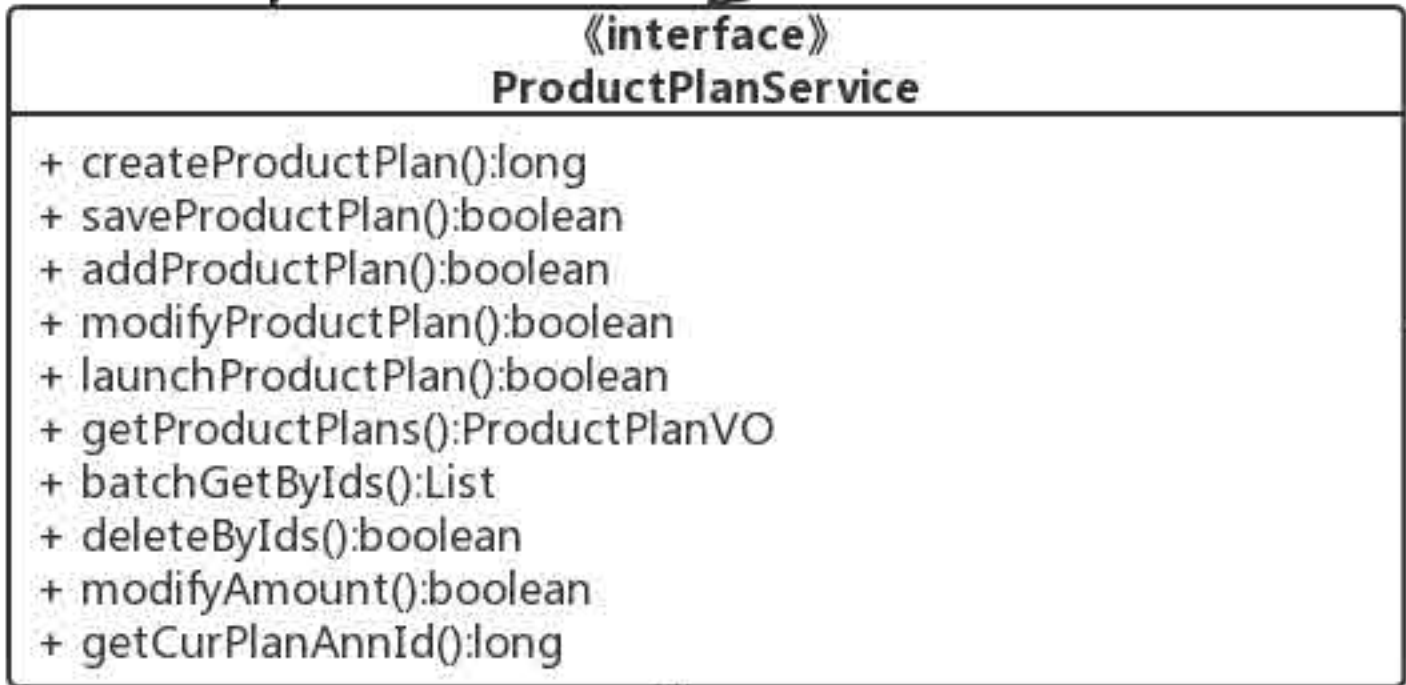 《interface》
ProductPlanService
+ createProductPlan():long
+ saveProductPlan():boolean
+ addProductPlan():boolean
+ modifyProductPlan():boolean
+ launchProductPlan():boolean
+ getProductPlans():ProductPlanVO
+ batchGetByIds():List
+ deleteByIds():boolean
+ modifyAmount():boolean
+ getCurPlanAnnId():long